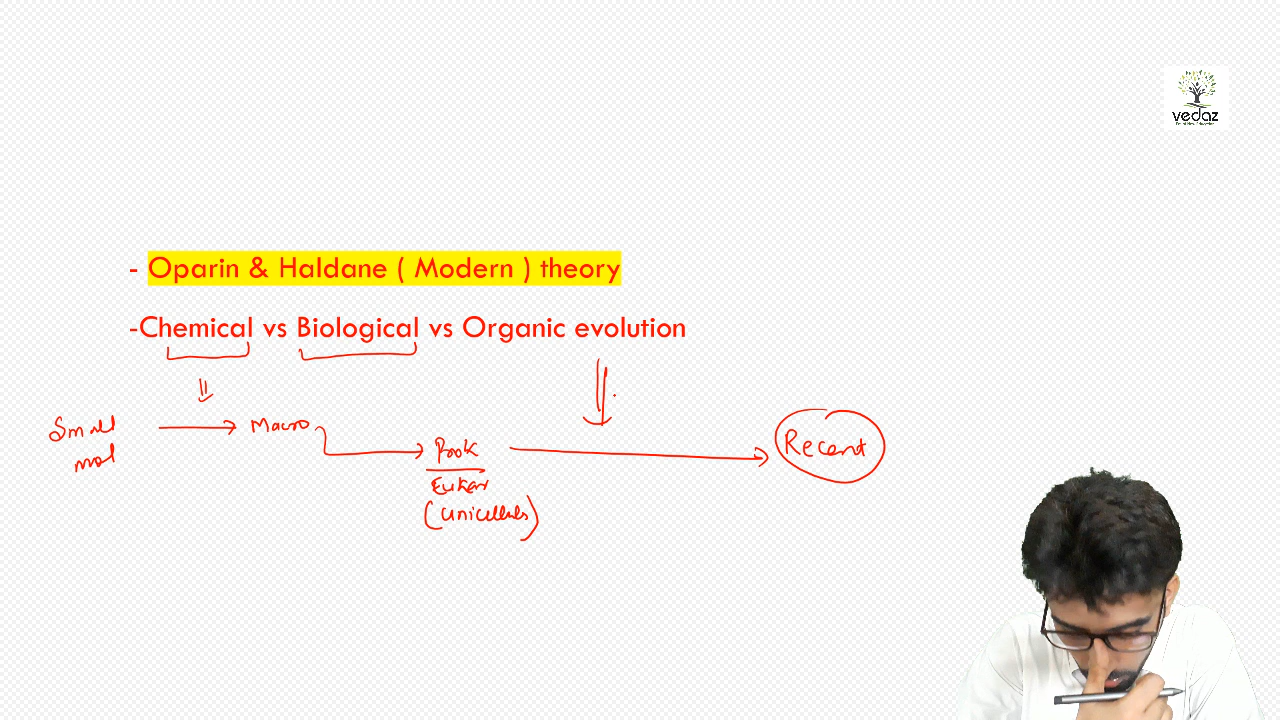 vedaz
- Oparin & Haldane ( Modern ) theory
-Chemical vs Biological vs Organic evolution
Small mol
Macro
Prok
Eukar
(Unicellular)
Recent